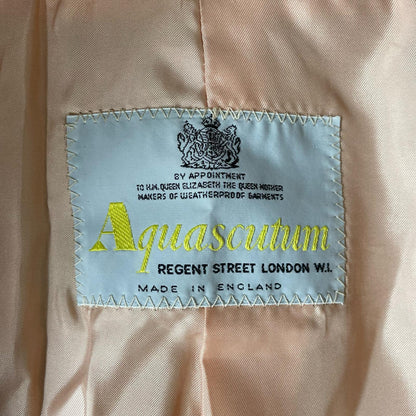 BY APPOINTMENT
TO H.M. QUEEN ELIZABETH THE QUEEN MOTHER
MAKERS OF WEATHERPROOF GARMENTS
Aquascutum
REGENT STREET LONDON W.I.
MADE IN ENGLAND